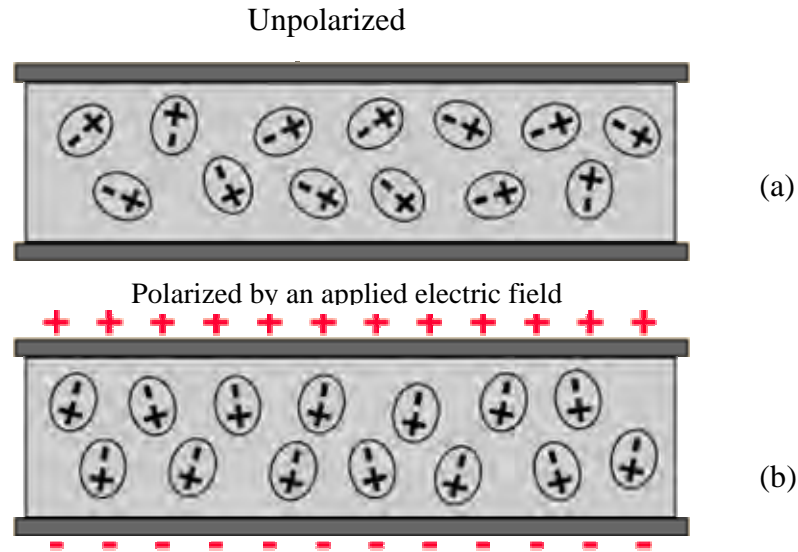 Unpolarized
(a)
Polarized by an applied electric field
+ + + + + + + + + + + +
(b)
- - - - - - - - - - - -